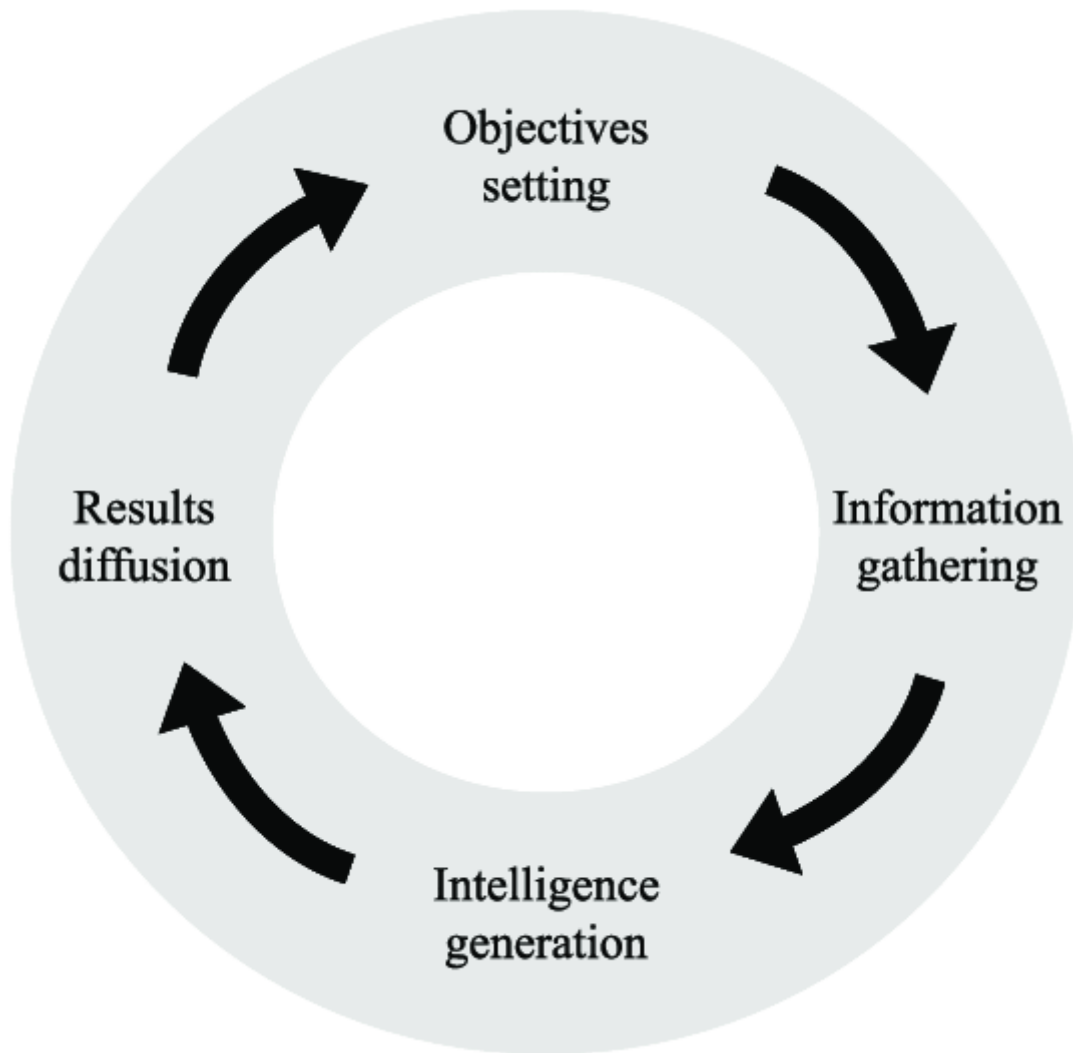 Objectives
setting
Information
gathering
Intelligence
generation
Results
diffusion